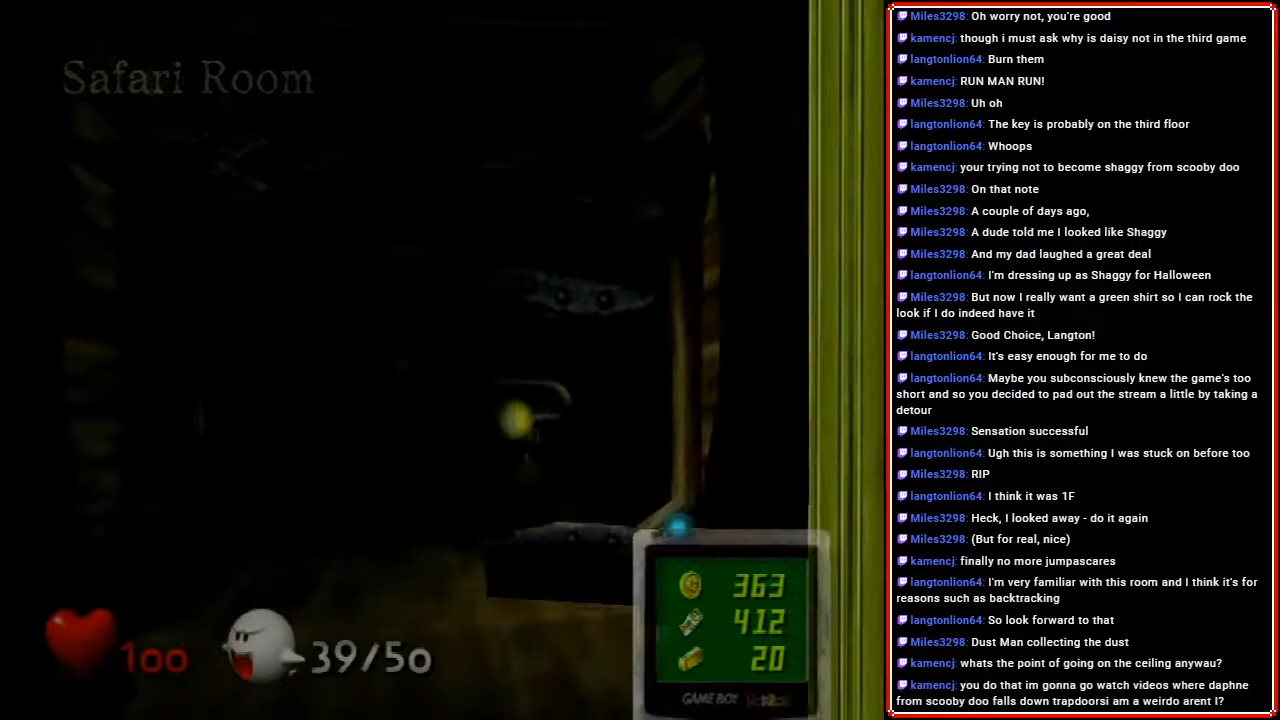 Safari Room
100
39/50
363
412
20
GAME BOY
Miles3298: Oh worry not, you're good
kamencj: though i must ask why is daisy not in the third game
langtonlion64: Burn them
kamencj: RUN MAN RUN!
Miles3298: Uh oh
langtonlion64: The key is probably on the third floor
langtonlion64: Whoops
kamencj: your trying not to become shaggy from scooby doo
Miles3298: On that note
Miles3298: A couple of days ago,
Miles3298: A dude told me I looked like Shaggy
Miles3298: And my dad laughed a great deal
langtonlion64: I'm dressing up as Shaggy for Halloween
Miles3298: But now I really want a green shirt so I can rock the
look if I do indeed have it
Miles3298: Good Choice, Langton!
langtonlion64: It's easy enough for me to do
langtonlion64: Maybe you subconsciously knew the game's too
short and so you decided to pad out the stream a little by taking a
detour
Miles3298: Sensation successful
langtonlion64: Ugh this is something I was stuck on before too
Miles3298: RIP
langtonlion64: I think it was 1F
Miles3298: Heck, I looked away - do it again
Miles3298: (But for real, nice)
kamencj: finally no more jumpascares
langtonlion64: I'm very familiar with this room and I think it's for
reasons such as backtracking
langtonlion64: So look forward to that
Miles3298: Dust Man collecting the dust
kamencj: whats the point of going on the ceiling anywau?
kamencj: you do that im gonna go watch videos where daphne
from scooby doo falls down trapdoorsi am a weirdo arent I?